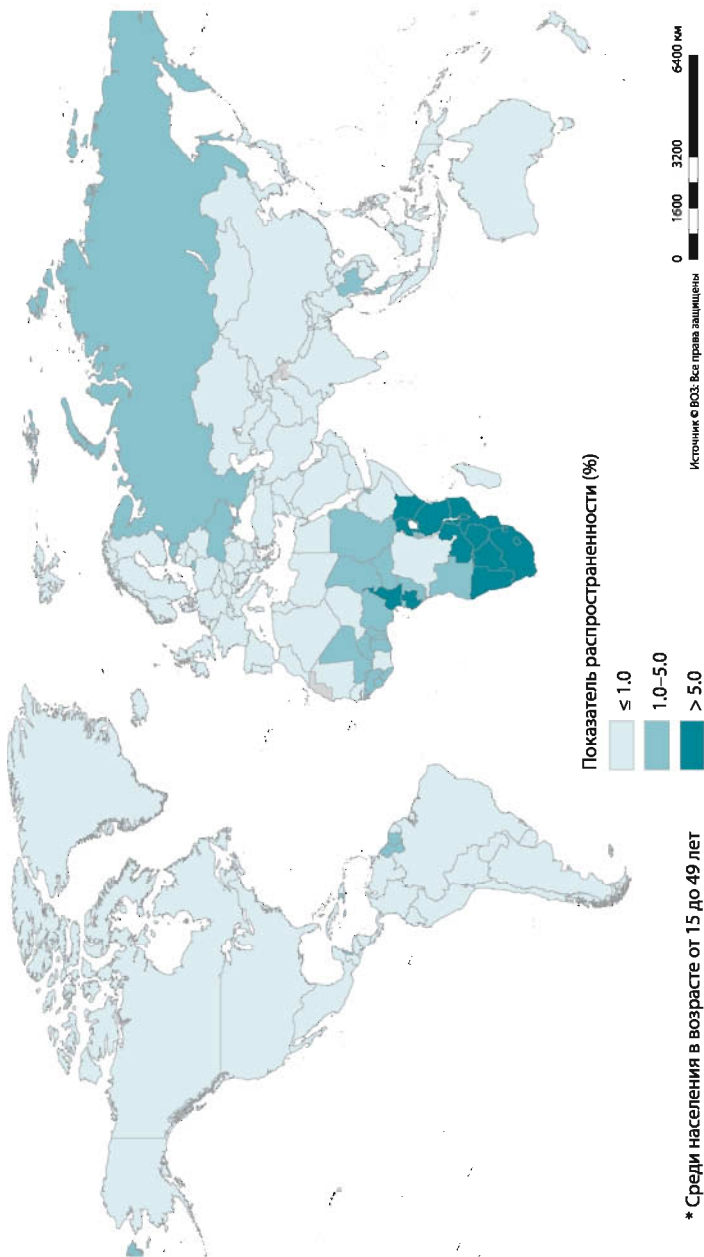 Показатель распространенности (%)
≤ 1.0
1.0–5.0
> 5.0
* Среди населения в возрасте от 15 до 49 лет
0 1600 3200 6400 км
Источник © ВОЗ: Все права защищены